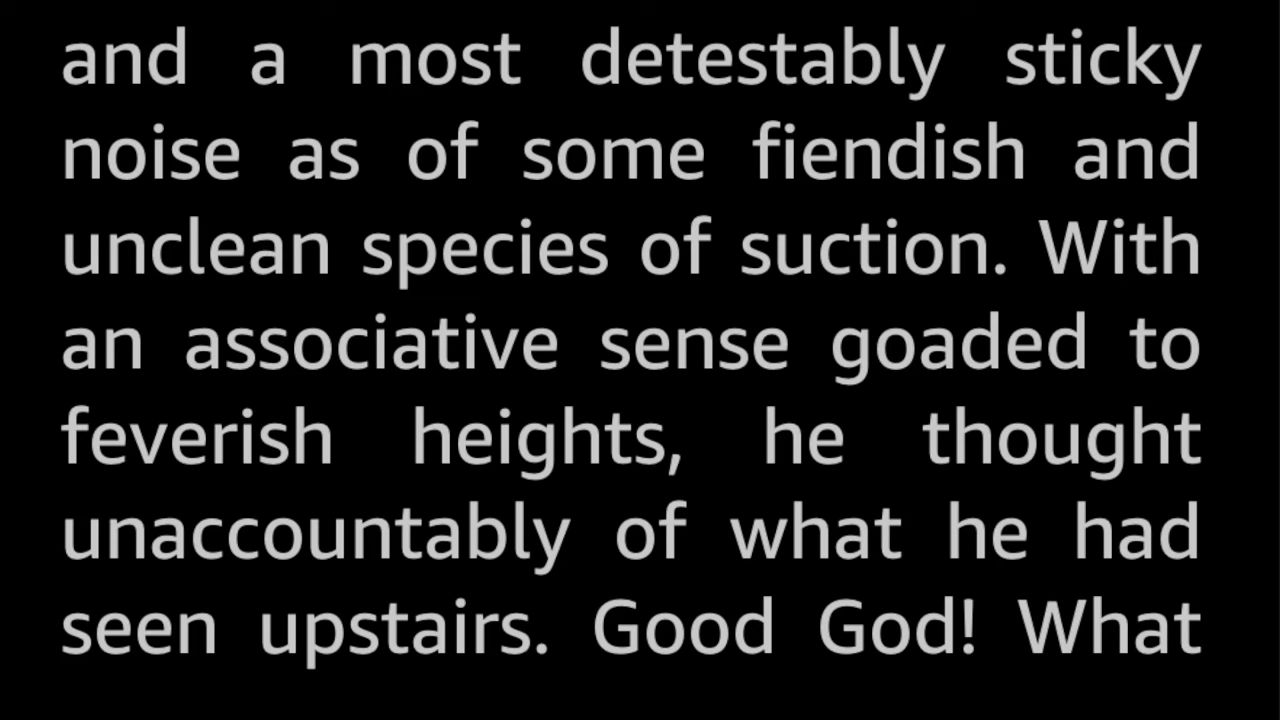 and a most detestably sticky
noise as of some fiendish and
unclean species of suction. With
an associative sense goaded to
feverish heights, he thought
unaccountably of what he had
seen upstairs. Good God! What